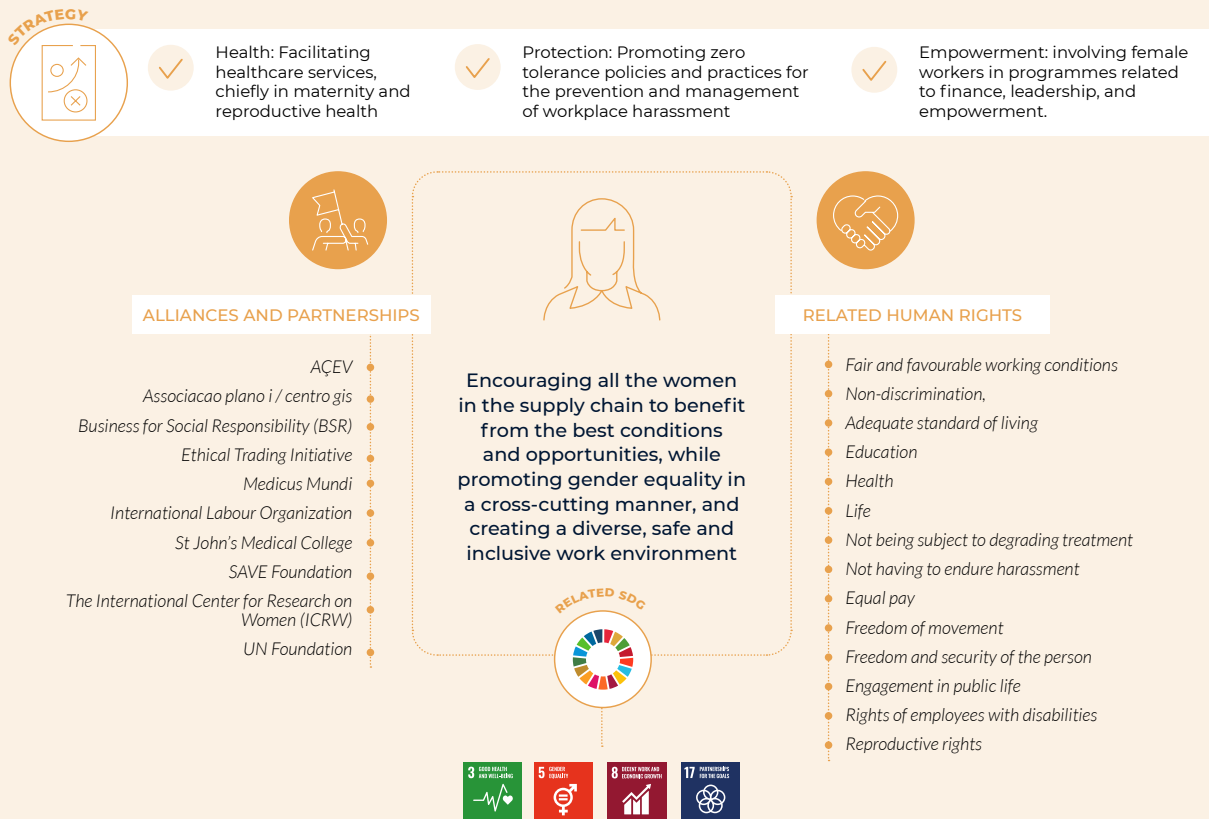 STRATEGY
Health: Facilitating
healthcare services,
chiefly in maternity and
reproductive health
Protection: Promoting zero
tolerance policies and practices for
the prevention and management
of workplace harassment
Empowerment: involving female
workers in programmes related
to finance, leadership, and
empowerment.
ALLIANCES AND PARTNERSHIPS
AÇEV
Associacao plano i / centro gis
Business for Social Responsibility (BSR)
Ethical Trading Initiative
Medicus Mundi
International Labour Organization
St John's Medical College
SAVE Foundation
The International Center for Research on
Women (ICRW)
UN Foundation
Encouraging all the women
in the supply chain to benefit
from the best conditions
and opportunities, while
promoting gender equality in
a cross-cutting manner, and
creating a diverse, safe and
inclusive work environment
RELATED HUMAN RIGHTS
Fair and favourable working conditions
Non-discrimination,
Adequate standard of living
Education
Health
Life
Not being subject to degrading treatment
Not having to endure harassment
Equal pay
Freedom of movement
Freedom and security of the person
Engagement in public life
Rights of employees with disabilities
Reproductive rights
RELATED SDG
3 GOOD HEALTH
AND WELL-BEING
5 GENDER
EQUALITY
8 DECENT WORK AND
ECONOMIC GROWTH
17 PARTNERSHIPS
FOR THE GOALS